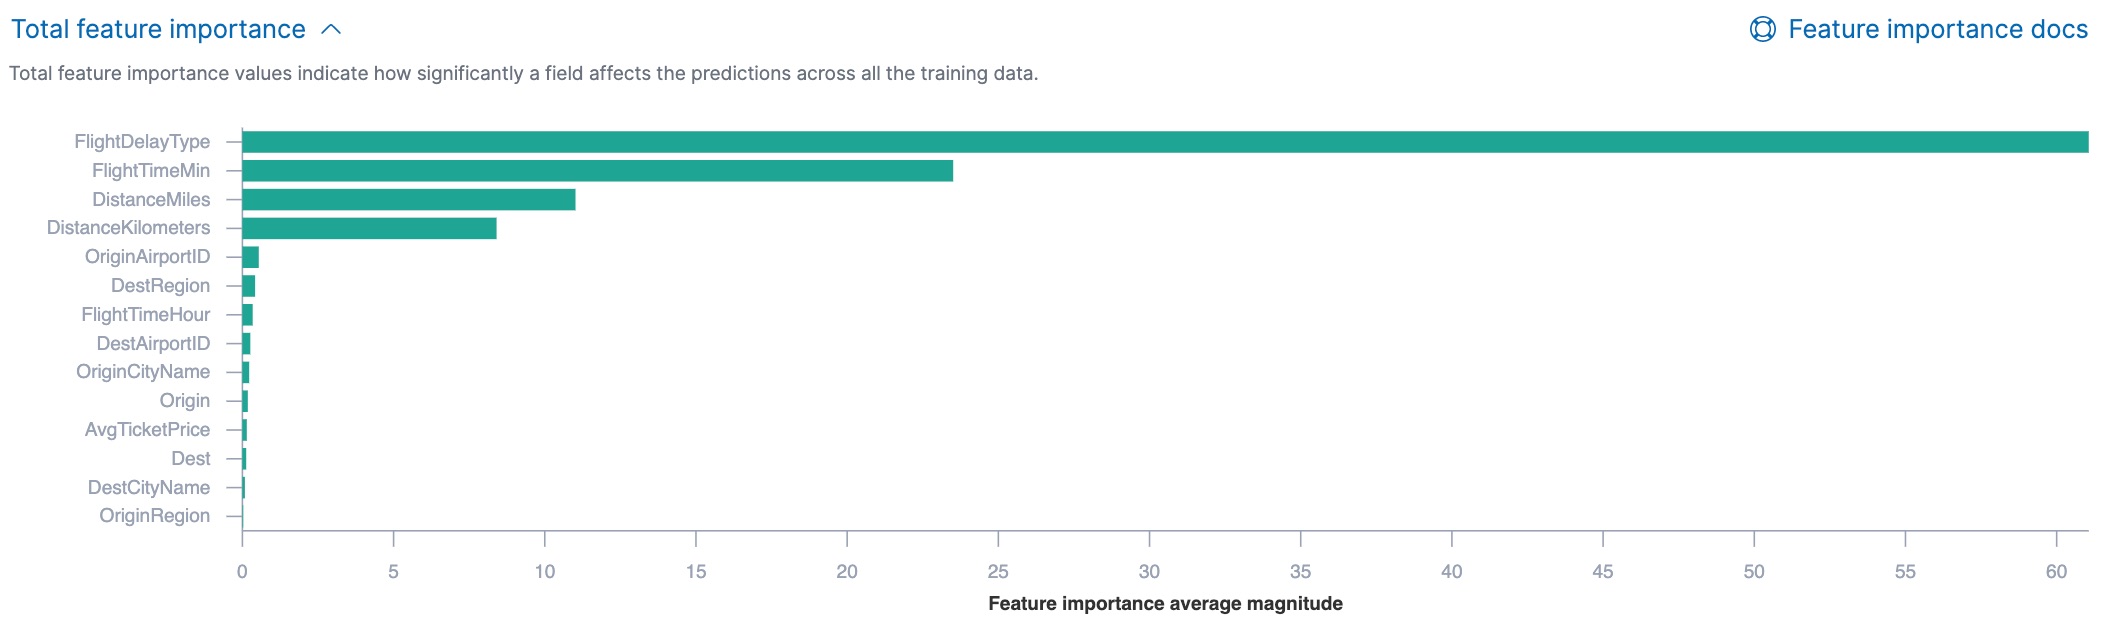 Total feature importance
Feature importance docs
Total feature importance values indicate how significantly a field affects the predictions across all the training data.
FlightDelayType
FlightTimeMin
DistanceMiles
DistanceKilometers
OriginAirportID
DestRegion
FlightTimeHour
DestAirportID
OriginCityName
Origin
AvgTicketPrice
Dest
DestCityName
OriginRegion
0 5 10 15 20 25 30 35 40 45 50 55 60
Feature importance average magnitude